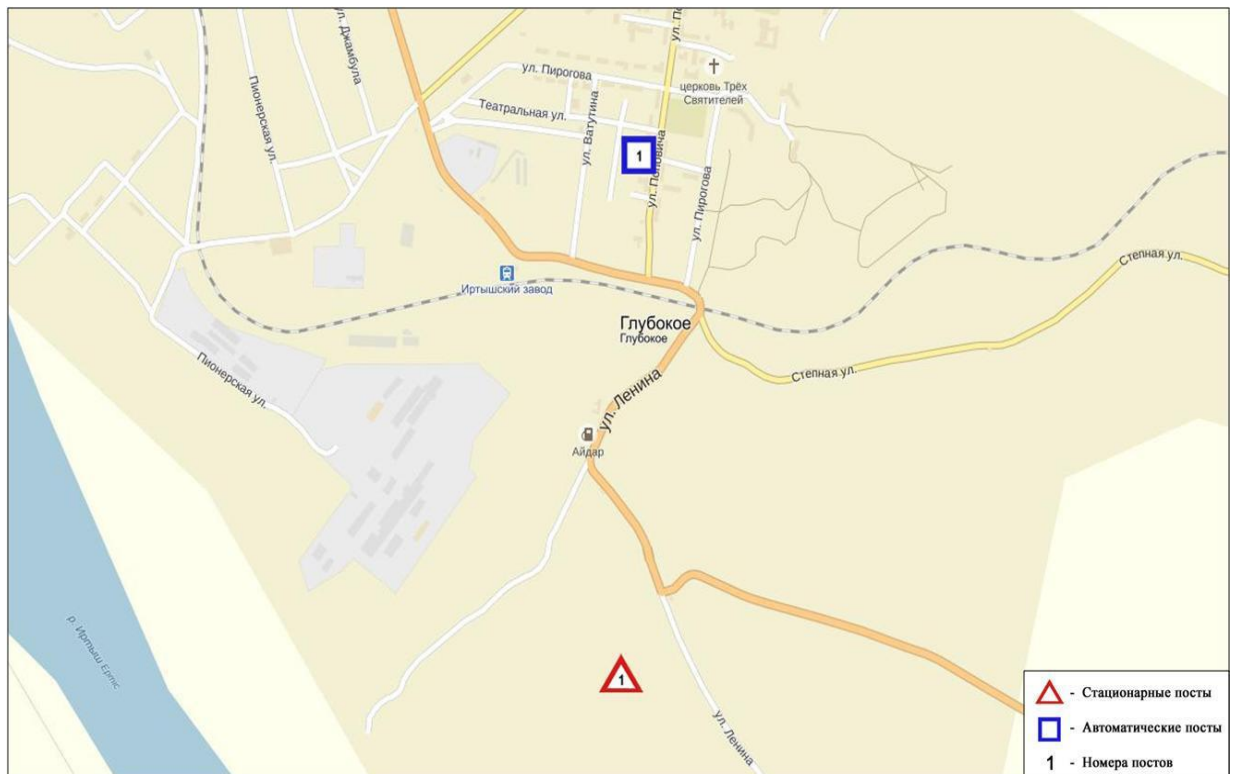 ул. Джамбула
ул. По
Пионерская ул.
ул. Пирогова
церковь Трёх
Святителей
Театральная ул.
ул. Ватутина
1
ул. Поповича
ул. Пирогова
Степная ул.
Иртышский завод
Глубокое
Глубокое
Степная ул.
Пионерская ул.
ул. Ленина
Айдар
р. Иртыш Ертіс
1
ул. Ленина
- Стационарные посты
- Автоматические посты
1 - Номера постов